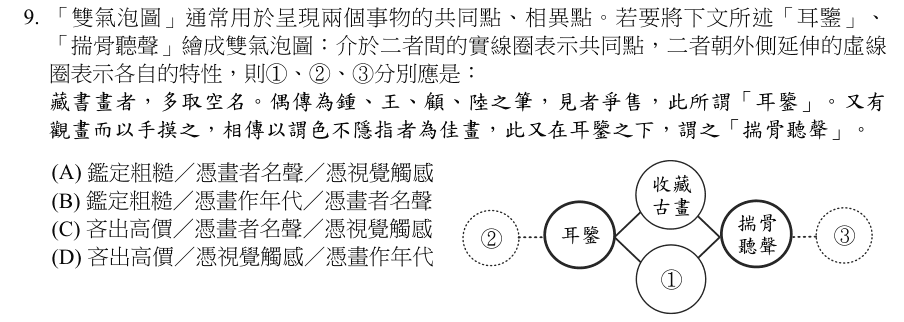 9. 「雙氣泡圖」通常用於呈現兩個事物的共同點、相異點。若要將下文所述「耳鑒」、
「揣骨聽聲」繪成雙氣泡圖：介於二者間的實線圈表示共同點，二者朝外側延伸的虛線
圈表示各自的特性，則①、②、③分別應是：
藏書畫者，多取空名。偶傳為鍾、王、顧、陸之筆，見者爭售，此所謂「耳鑒」。又有
觀畫而以手摸之，相傳以謂色不隱指者為佳畫，此又在耳鑒之下，謂之「揣骨聽聲」。
(A) 鑑定粗糙／憑畫者名聲／憑視覺觸感
(B) 鑑定粗糙／憑畫作年代／憑畫者名聲
(C) 吝出高價／憑畫者名聲／憑視覺觸感
(D) 吝出高價／憑視覺觸感／憑畫作年代
收藏
古畫
②
耳鑒
揣骨
聽聲
③
①